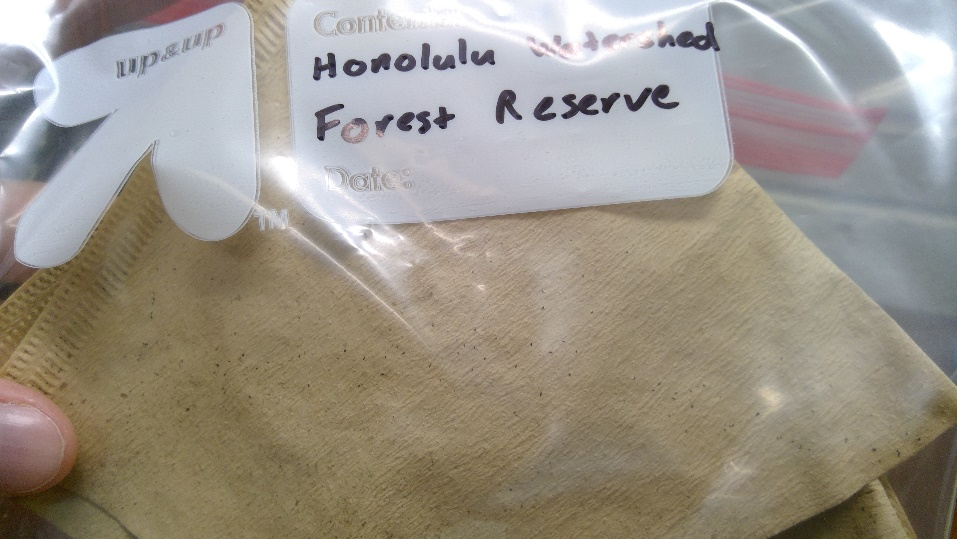 up&up
Contents:
Honolulu Watershed
Forest Reserve
Date:
TM